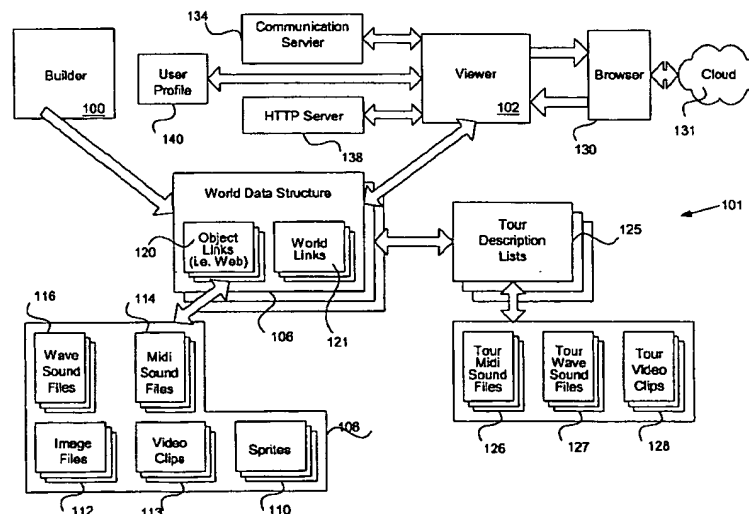 134
Communication
Servier
Builder
100
User
Profile
140
HTTP Server
138
Viewer
102
Browser
130
Cloud
131
World Data Structure
120
Object
Links
(i.e. Web)
World
Links
106
121
Tour
Description
Lists
125
101
116
114
Wave
Sound
Files
Midi
Sound
Files
Image
Files
Video
Clips
Sprites
108
112
113
110
Tour
Midi
Sound
Files
Tour
Wave
Sound
Files
Tour
Video
Clips
126
127
128